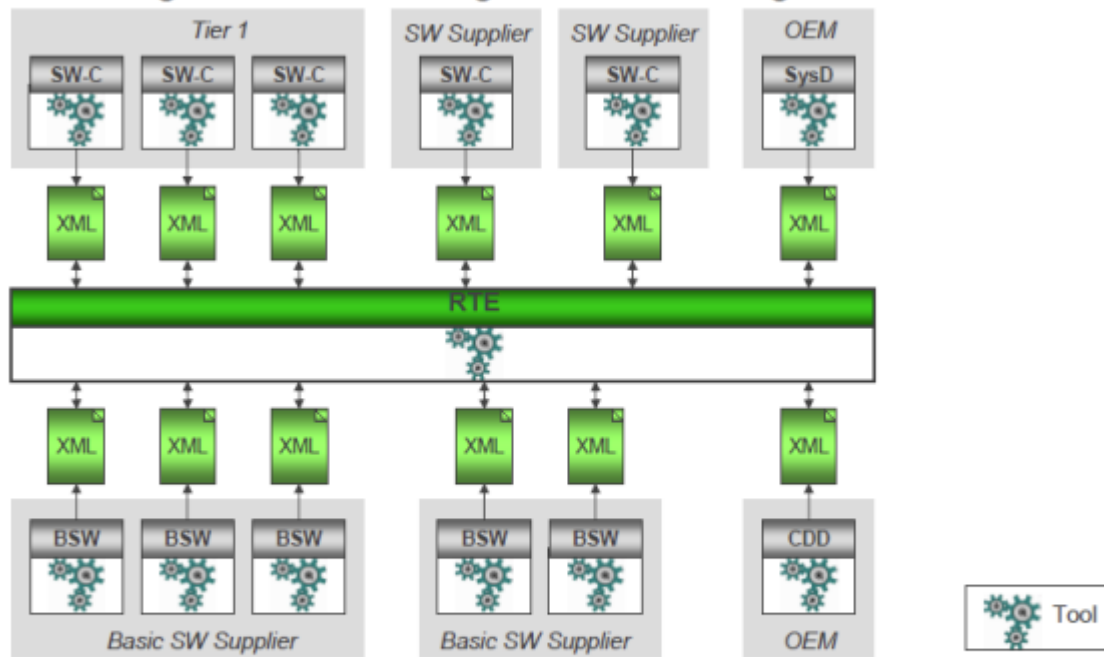 Tier 1 SW Supplier SW Supplier OEM
SW-C SW-C SW-C SW-C SW-C SysD
XML XML XML XML XML XML
RTE
XML XML XML XML XML XML
BSW BSW BSW BSW BSW CDD
Basic SW Supplier Basic SW Supplier OEM
Tool